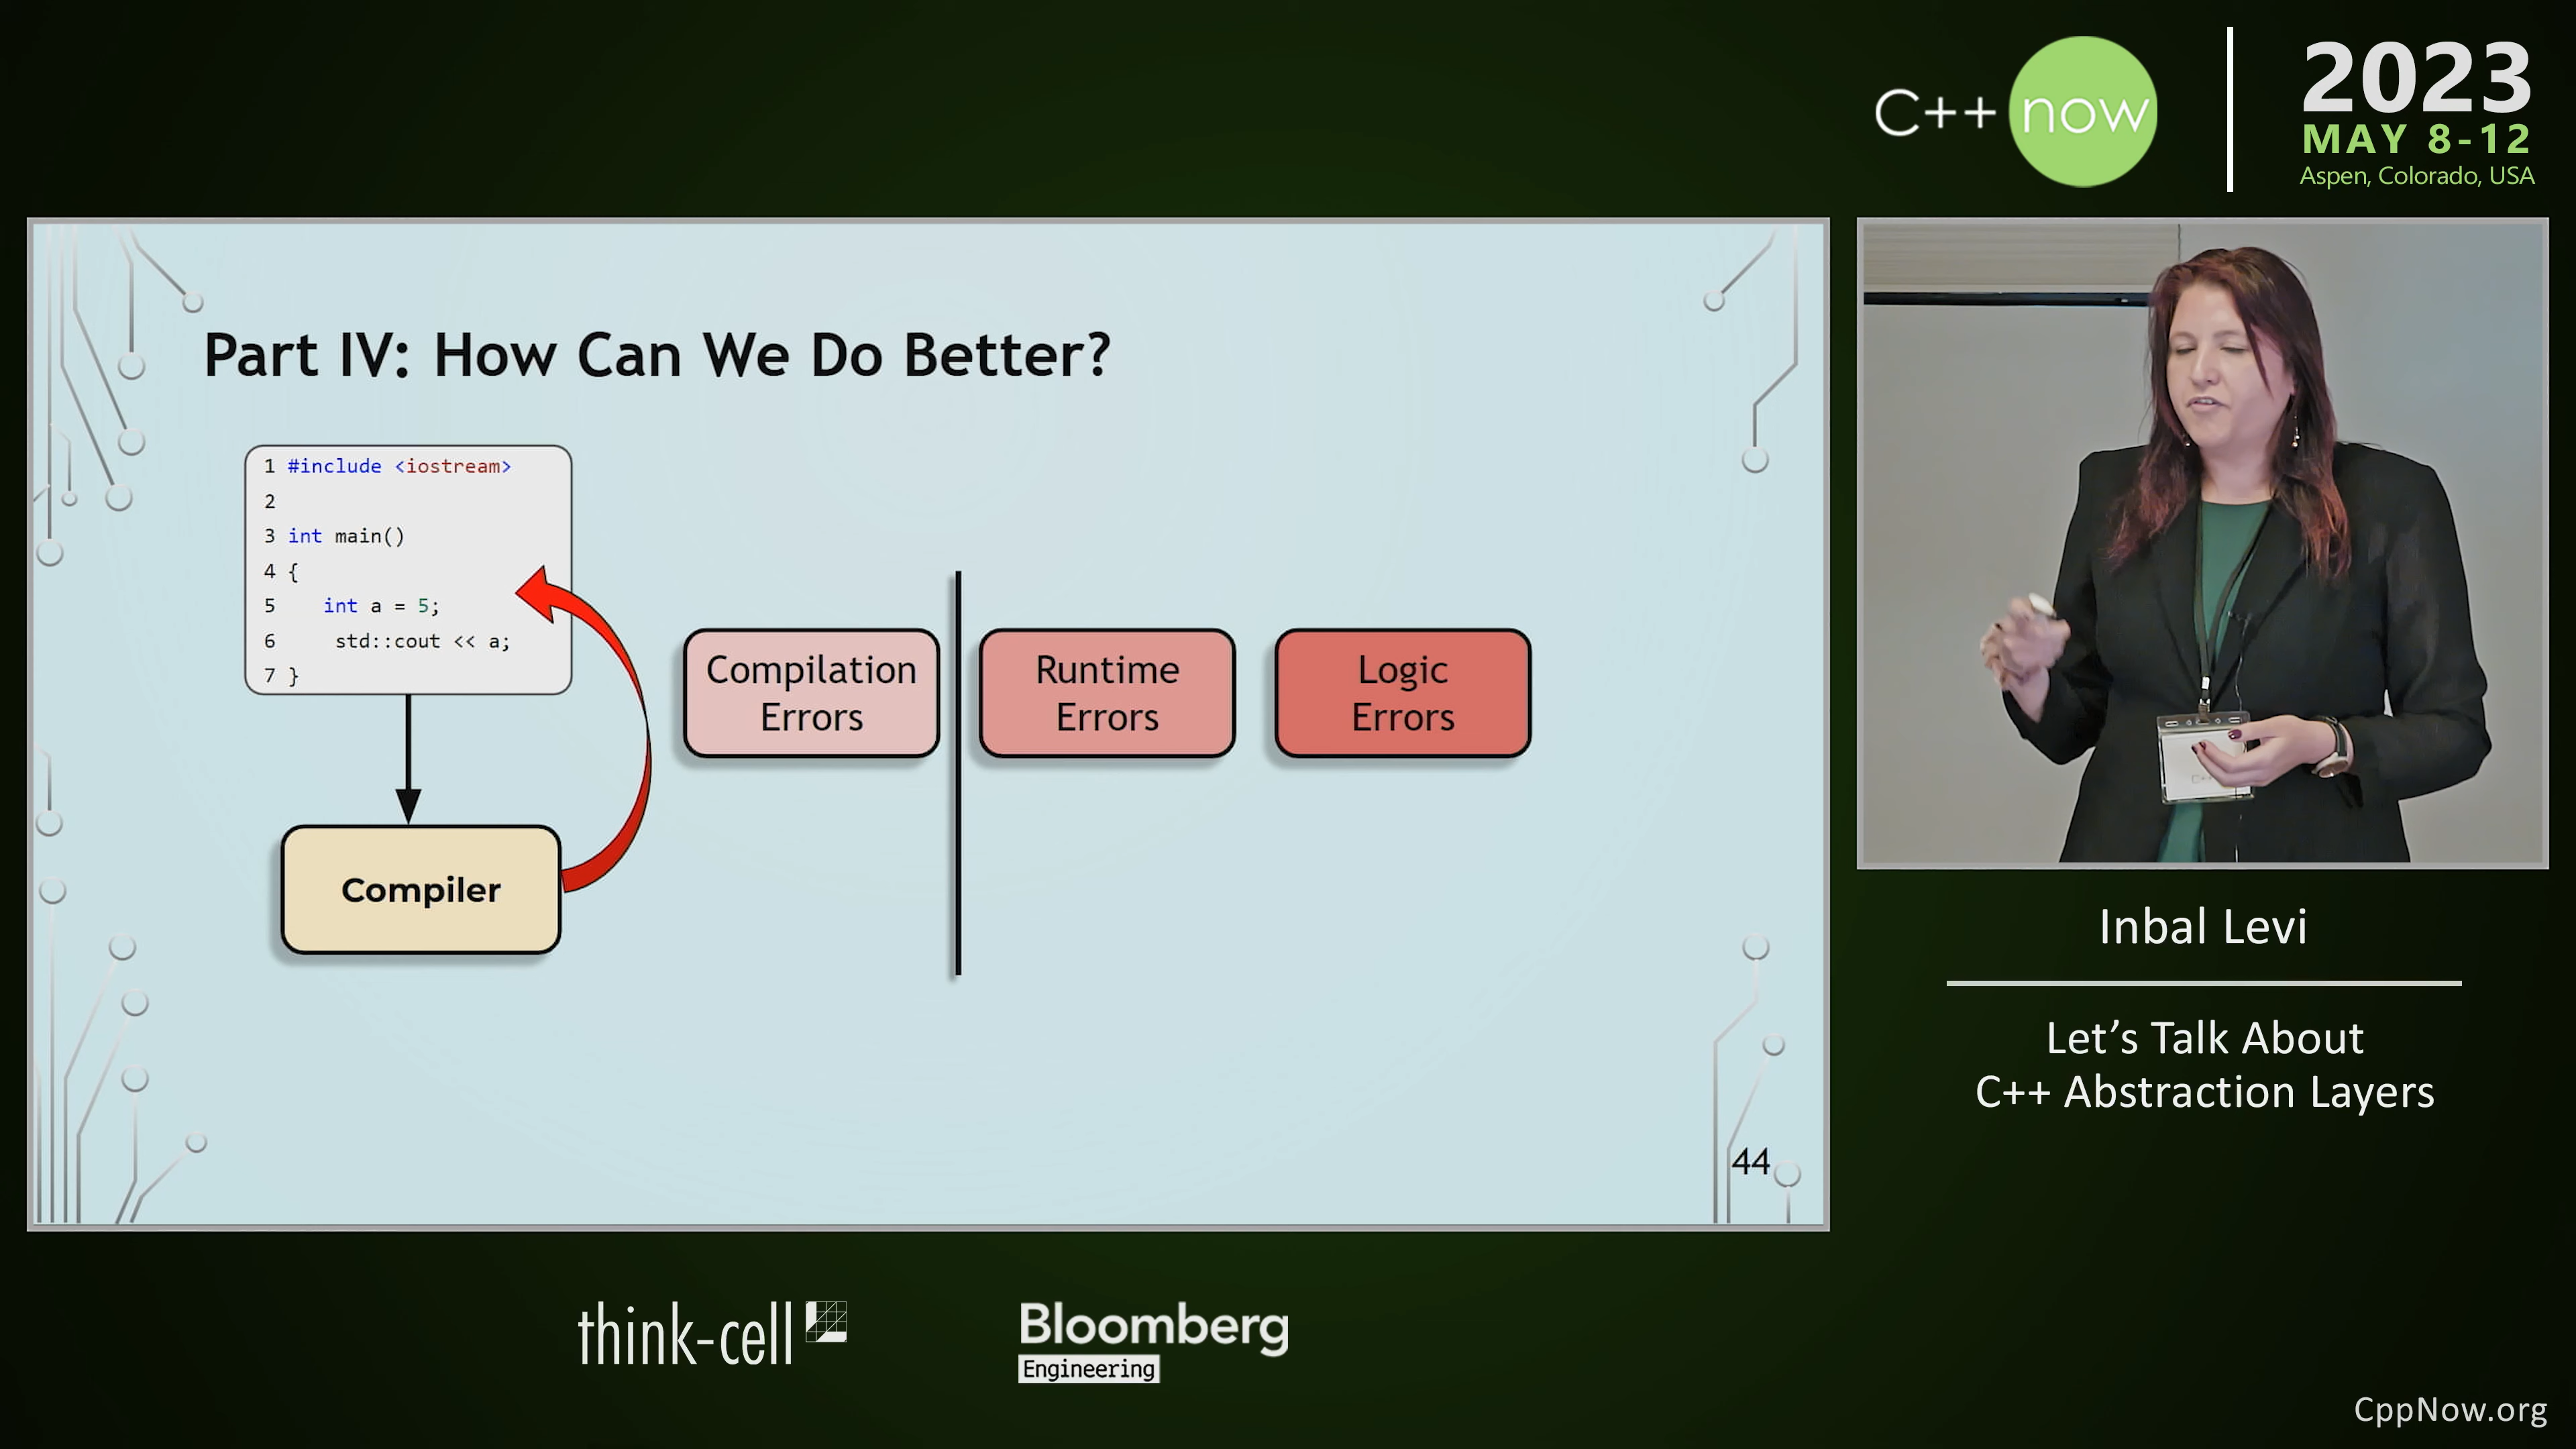 C++ now
2023
MAY 8-12
Aspen, Colorado, USA
Part IV: How Can We Do Better?
1 #include <iostream>
2
3 int main()
4 {
5 int a = 5;
6 std::cout << a;
7 }
Compiler
Compilation
Errors
Runtime
Errors
Logic
Errors
44
Inbal Levi
Let’s Talk About
C++ Abstraction Layers
think-cell
Bloomberg
Engineering
CppNow.org